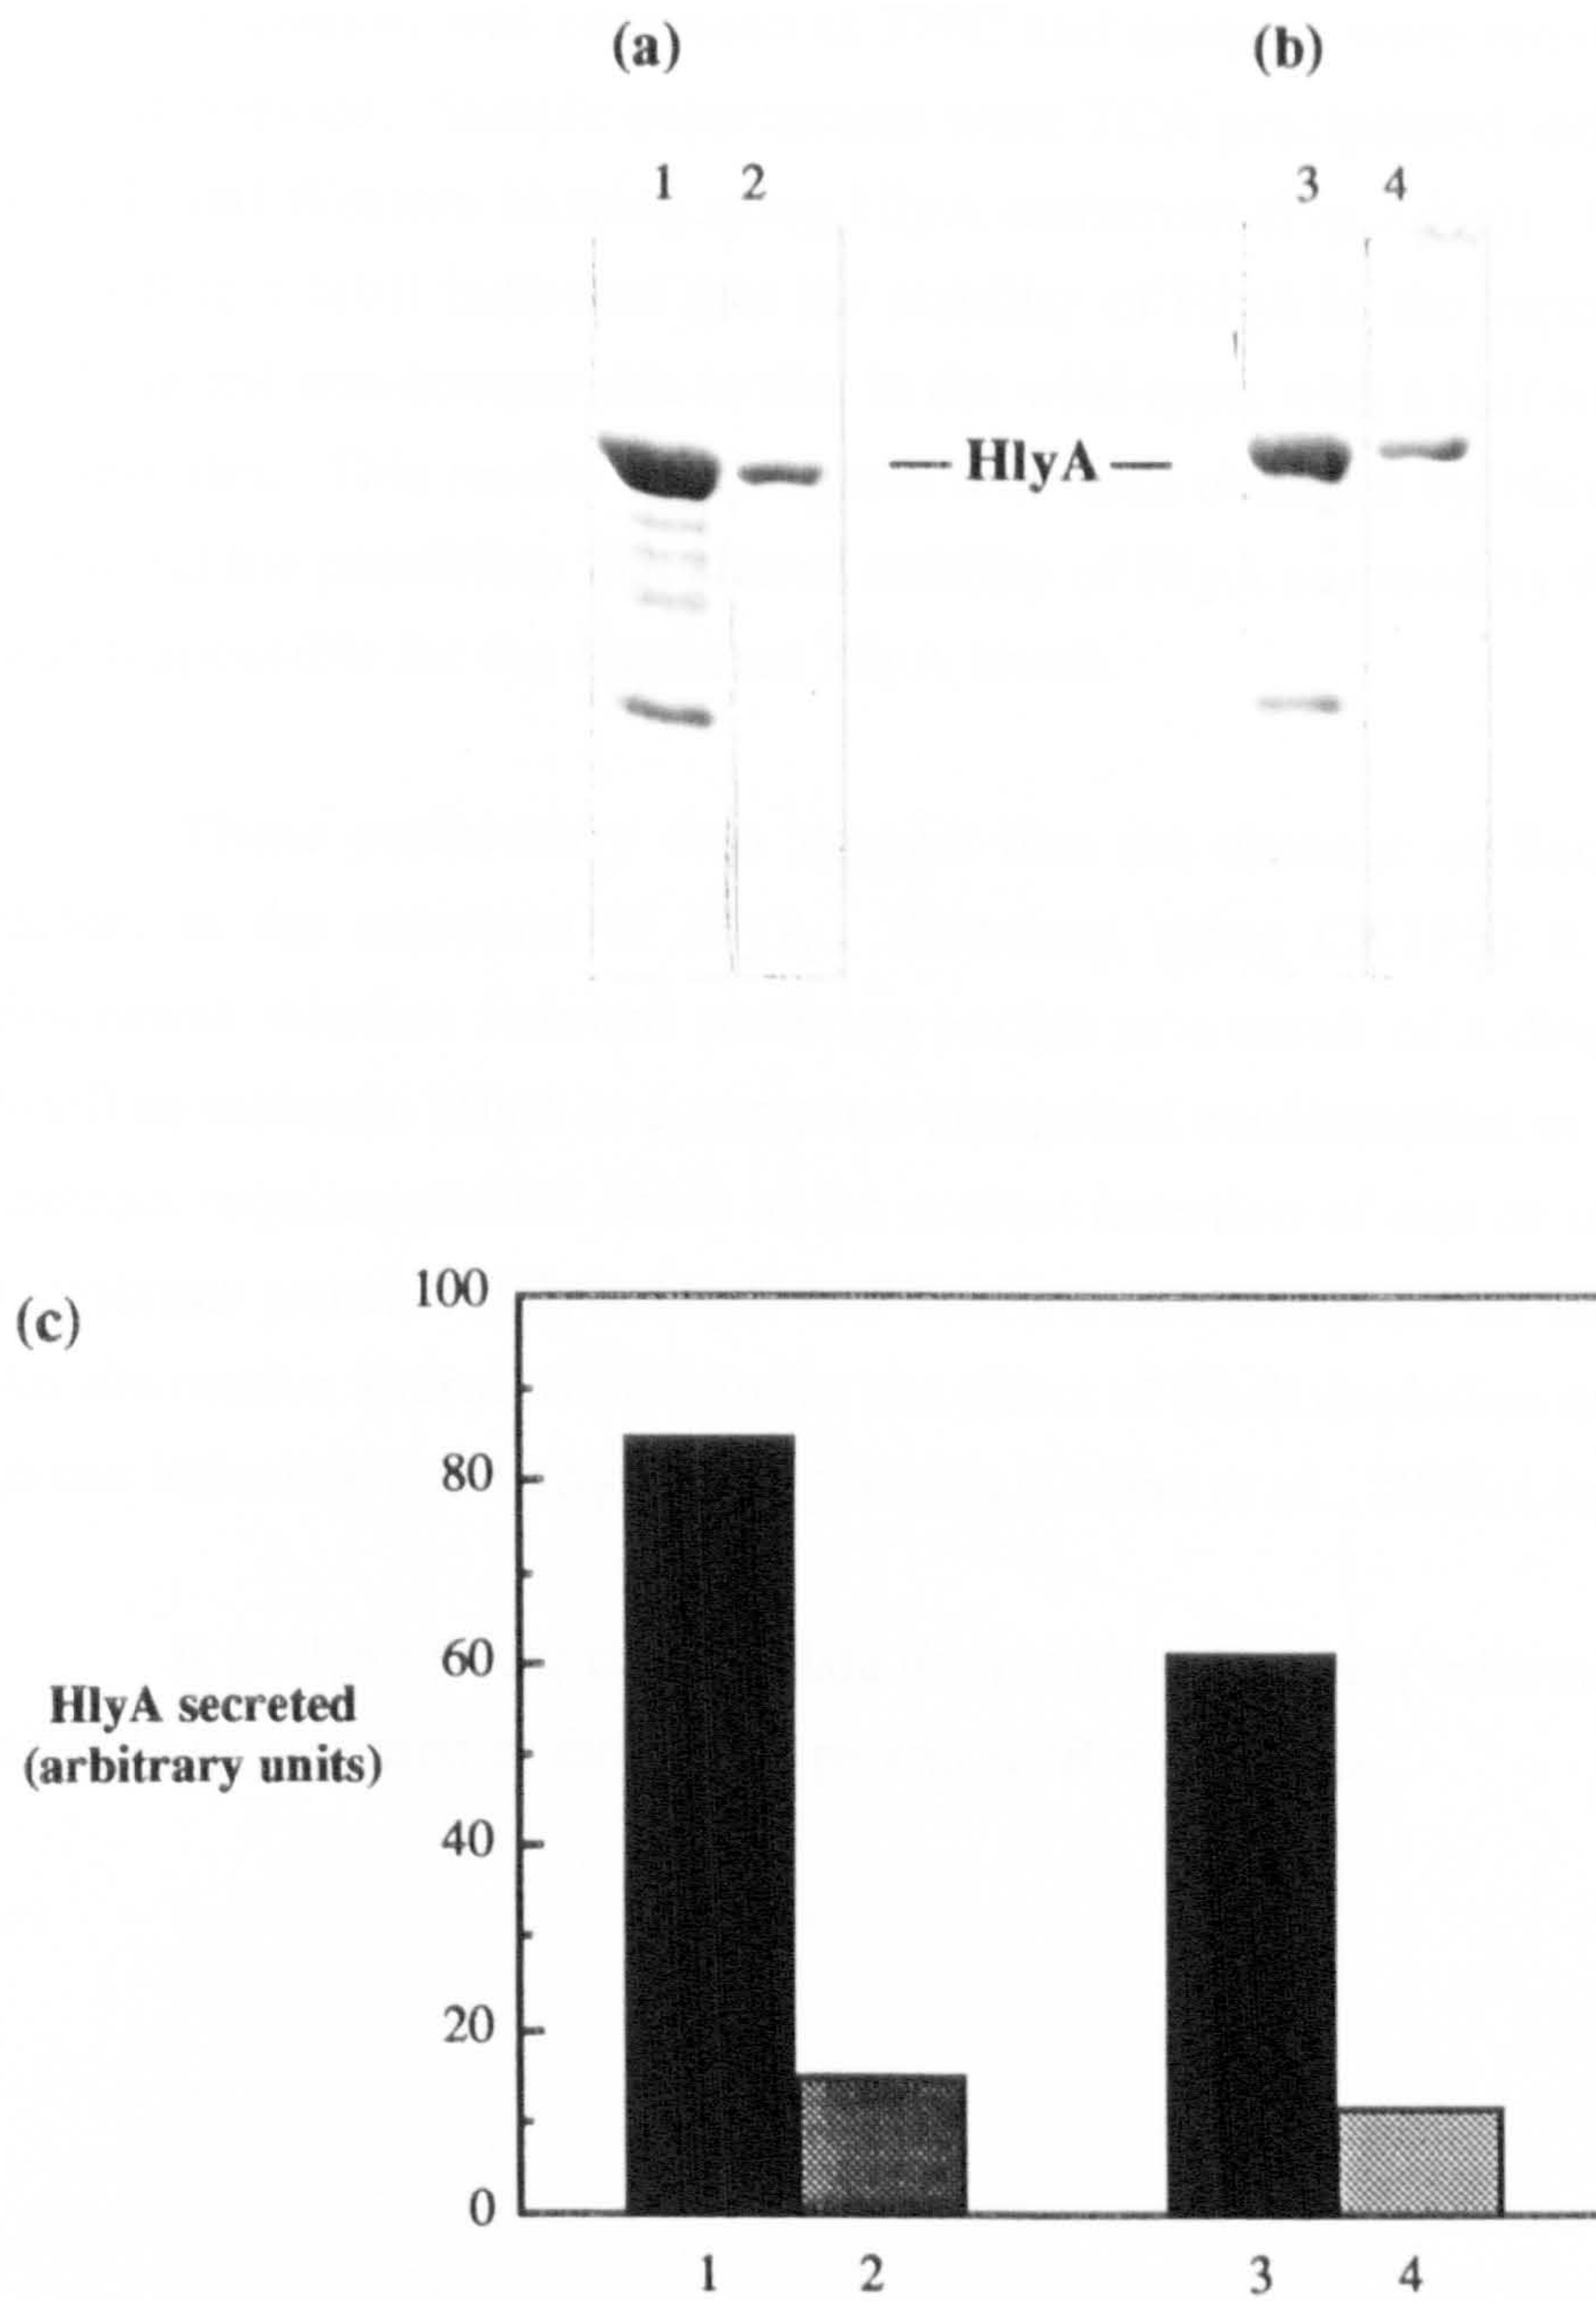 (a) (b)
1 2 3 4
— HlyA —
(c)
100
80
60
40
20
0
HlyA secreted
(arbitrary units)
1 2 3 4